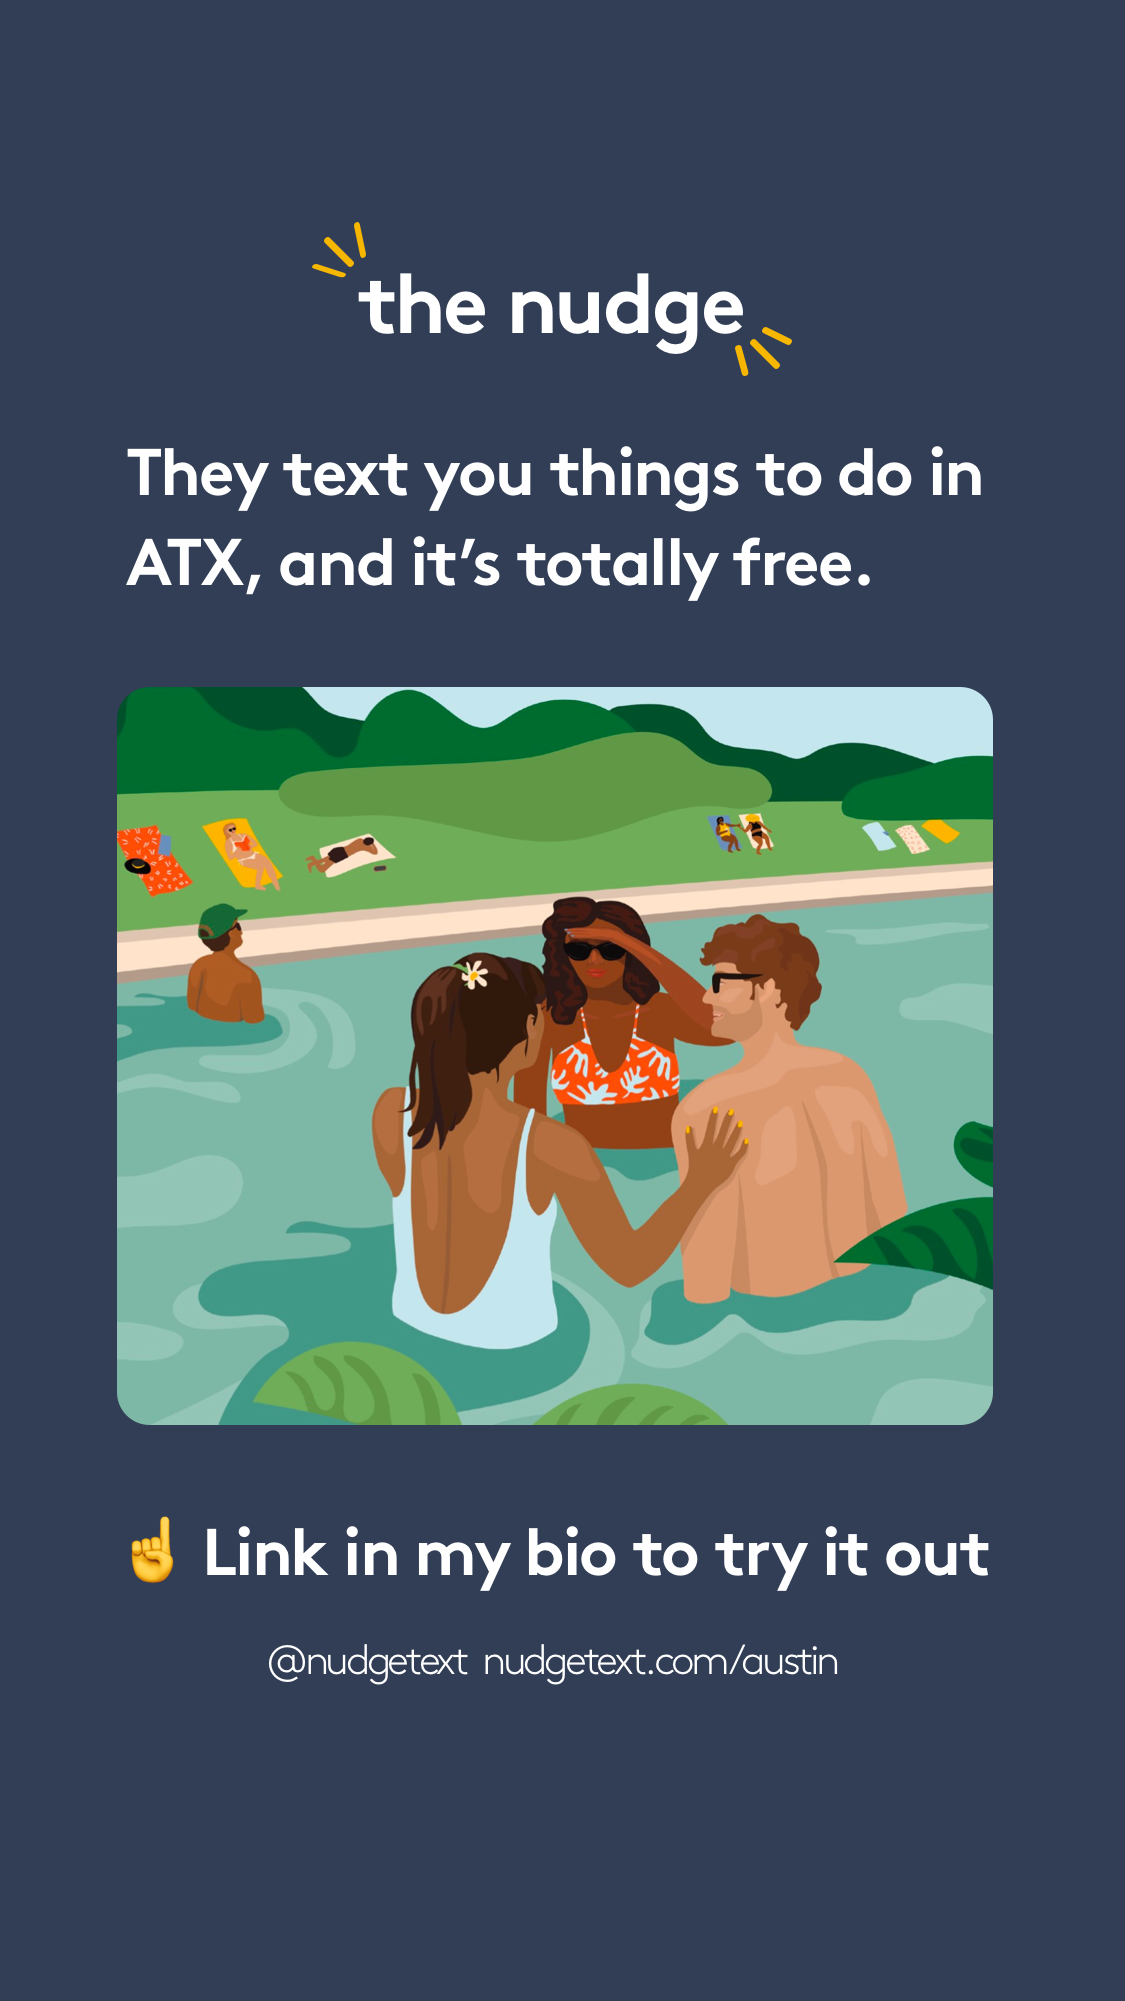 the nudge
They text you things to do in
ATX, and it’s totally free.
☝️ Link in my bio to try it out
@nudgetext nudgetext.com/austin